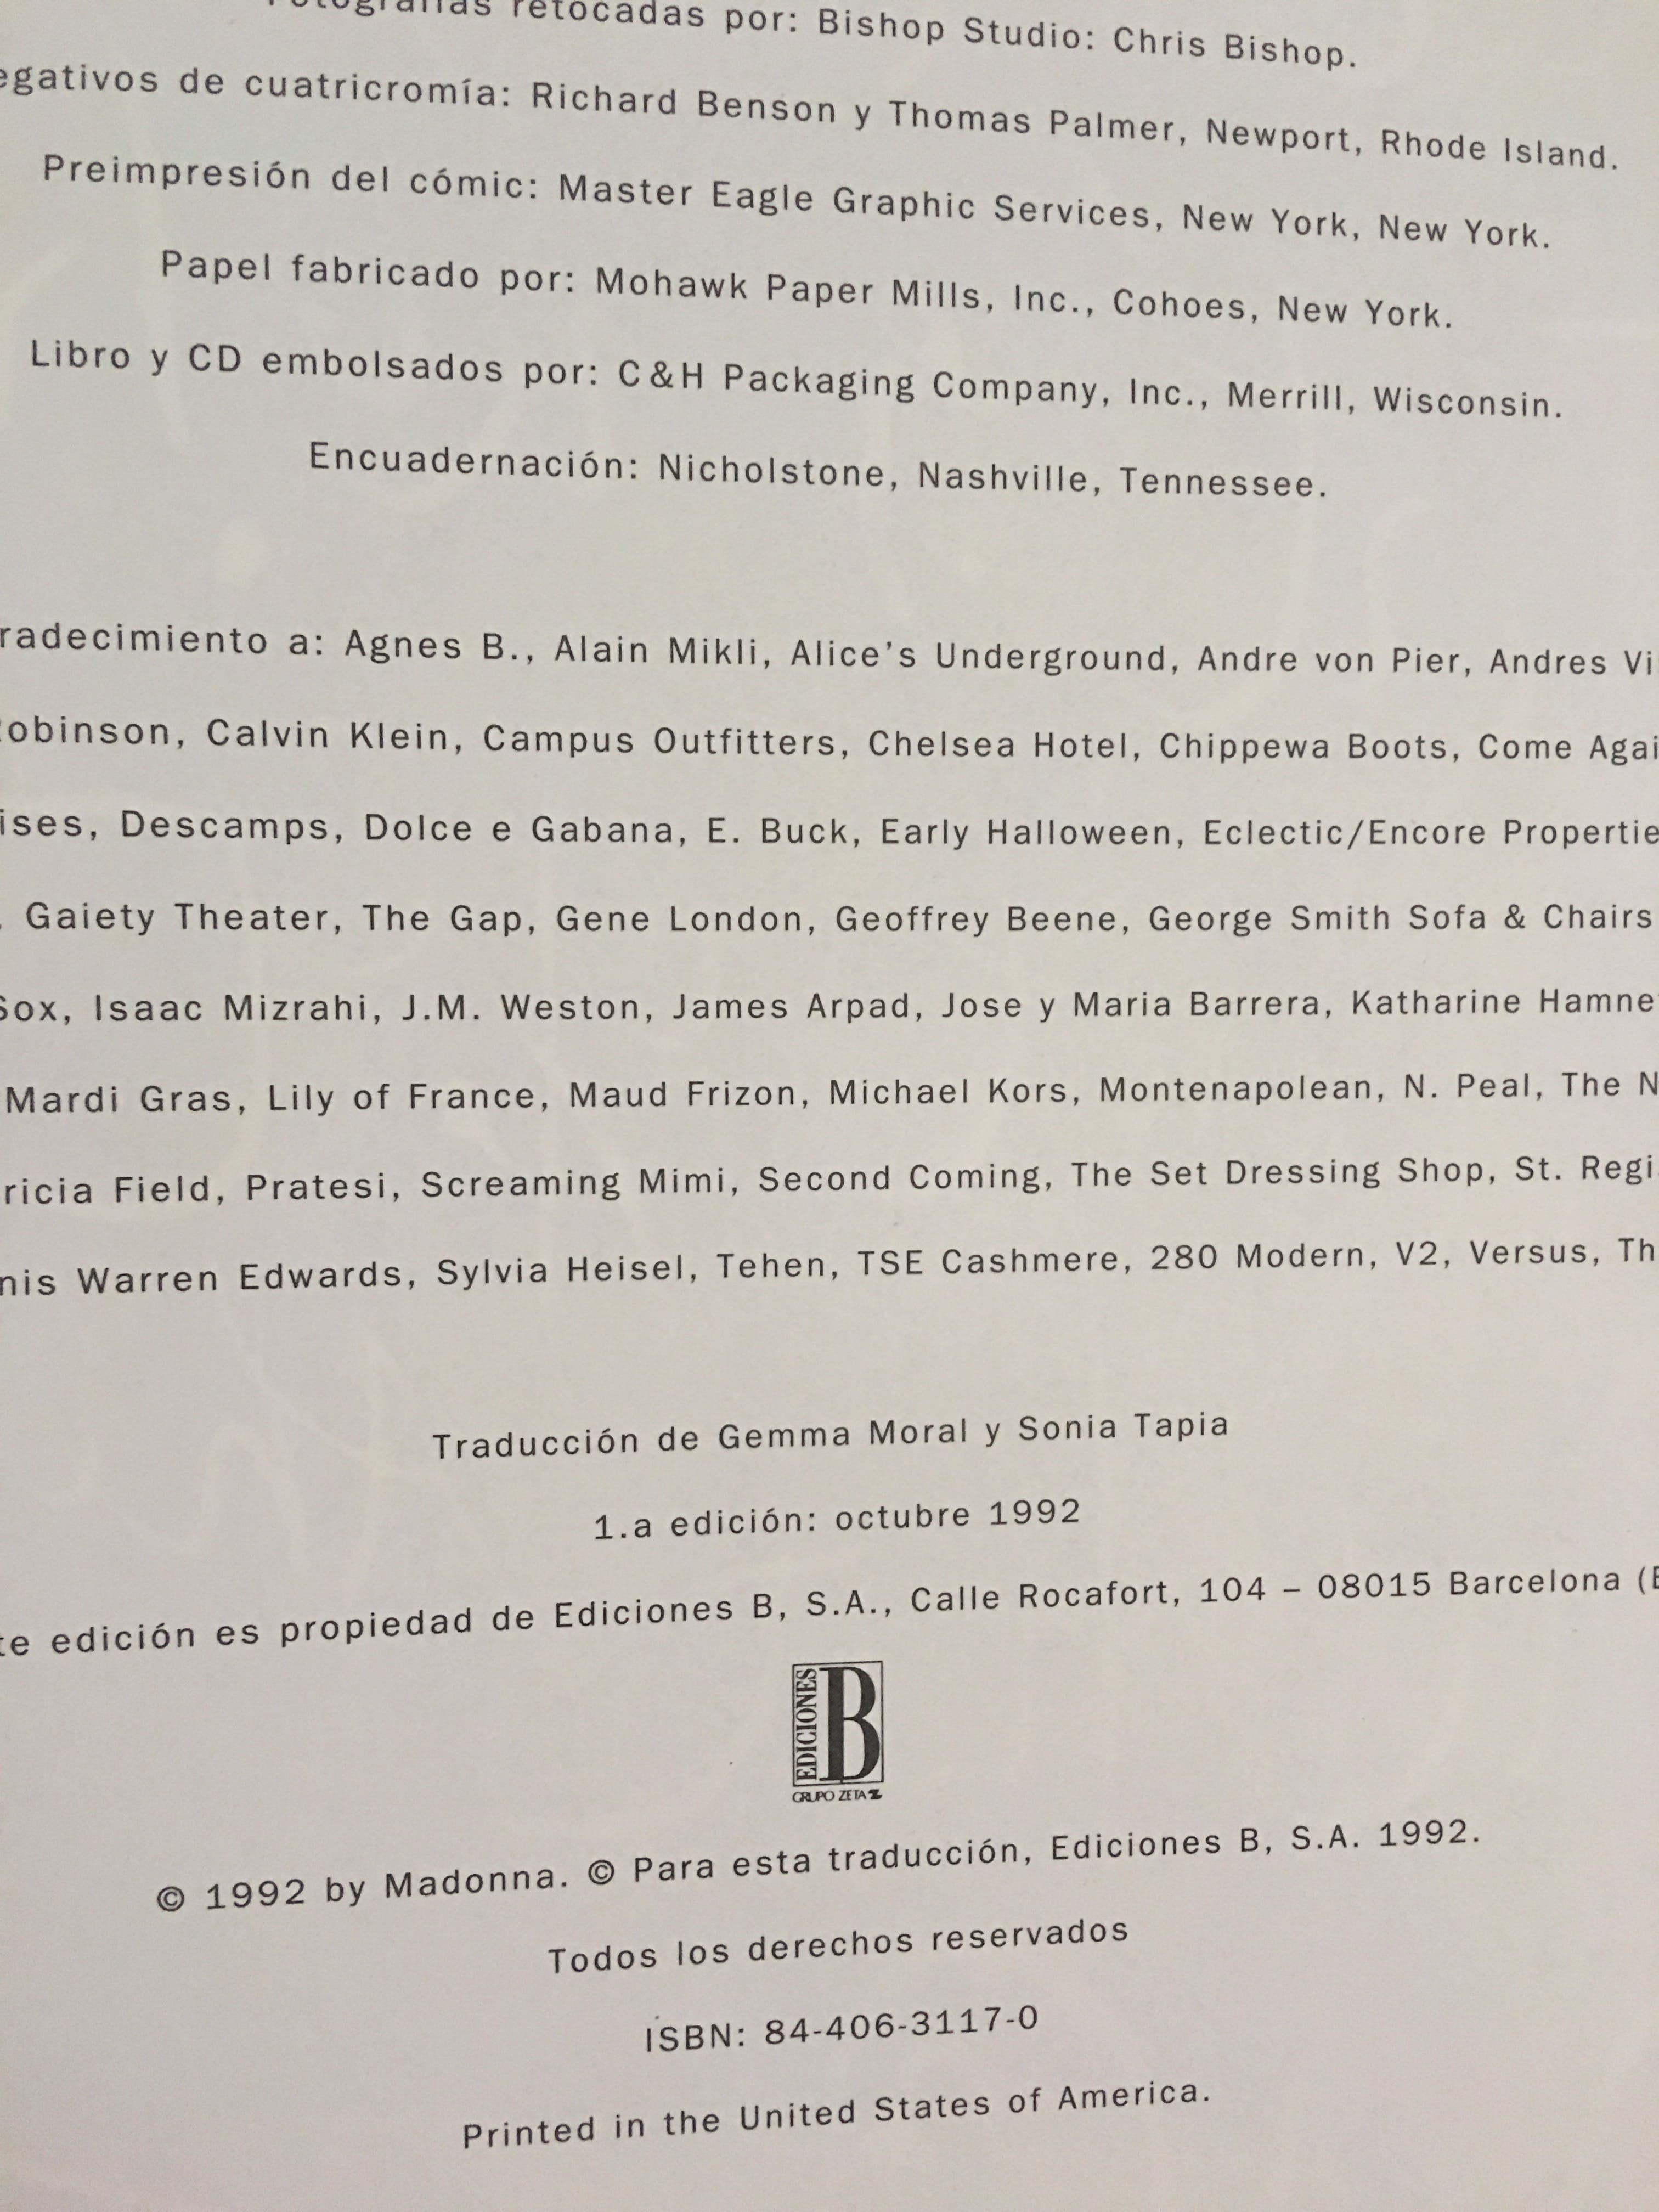 retocadas por: Bishop Studio: Chris Bishop.
de cuatricromía: Richard Benson y Thomas Palmer, Newport, Rhode Island.
Preimpresión del cómic: Master Eagle Graphic Services, New York, New York.
Papel fabricado por: Mohawk Paper Mills, Inc., Cohoes, New York.
Libro y CD embolsados por: C&H Packaging Company, Inc., Merrill, Wisconsin.
Encuadernación: Nicholstone, Nashville, Tennessee.
radecimiento a: Agnes B., Alain Mikli, Alice's Underground, Andre von Pier, Andres Vi
obinson, Calvin Klein, Campus Outfitters, Chelsea Hotel, Chippewa Boots, Come Agai
ises, Descamps, Dolce e Gabana, E. Buck, Early Halloween, Eclectic/Encore Propertie
Gaiety Theater, The Gap, Gene London, Geoffrey Beene, George Smith Sofa & Chairs
Sox, Isaac Mizrahi, J.M. Weston, James Arpad, Jose y Maria Barrera, Katharine Hamne
Mardi Gras, Lily of France, Maud Frizon, Michael Kors, Montenapolean, N. Peal, The N
ricia Field, Pratesi, Screaming Mimi, Second Coming, The Set Dressing Shop, St. Regi
nis Warren Edwards, Sylvia Heisel, Tehen, TSE Cashmere, 280 Modern, V2, Versus, Th
Traducción de Gemma Moral y Sonia Tapia
1.a edición: octubre 1992
te edición es propiedad de Ediciones B, S.A., Calle Rocafort, 104 – 08015 Barcelona (E
EDICIONES B
GRUPO ZETA
© 1992 by Madonna. © Para esta traducción, Ediciones B, S.A. 1992.
Todos los derechos reservados
ISBN: 84-406-3117-0
Printed in the United States of America.